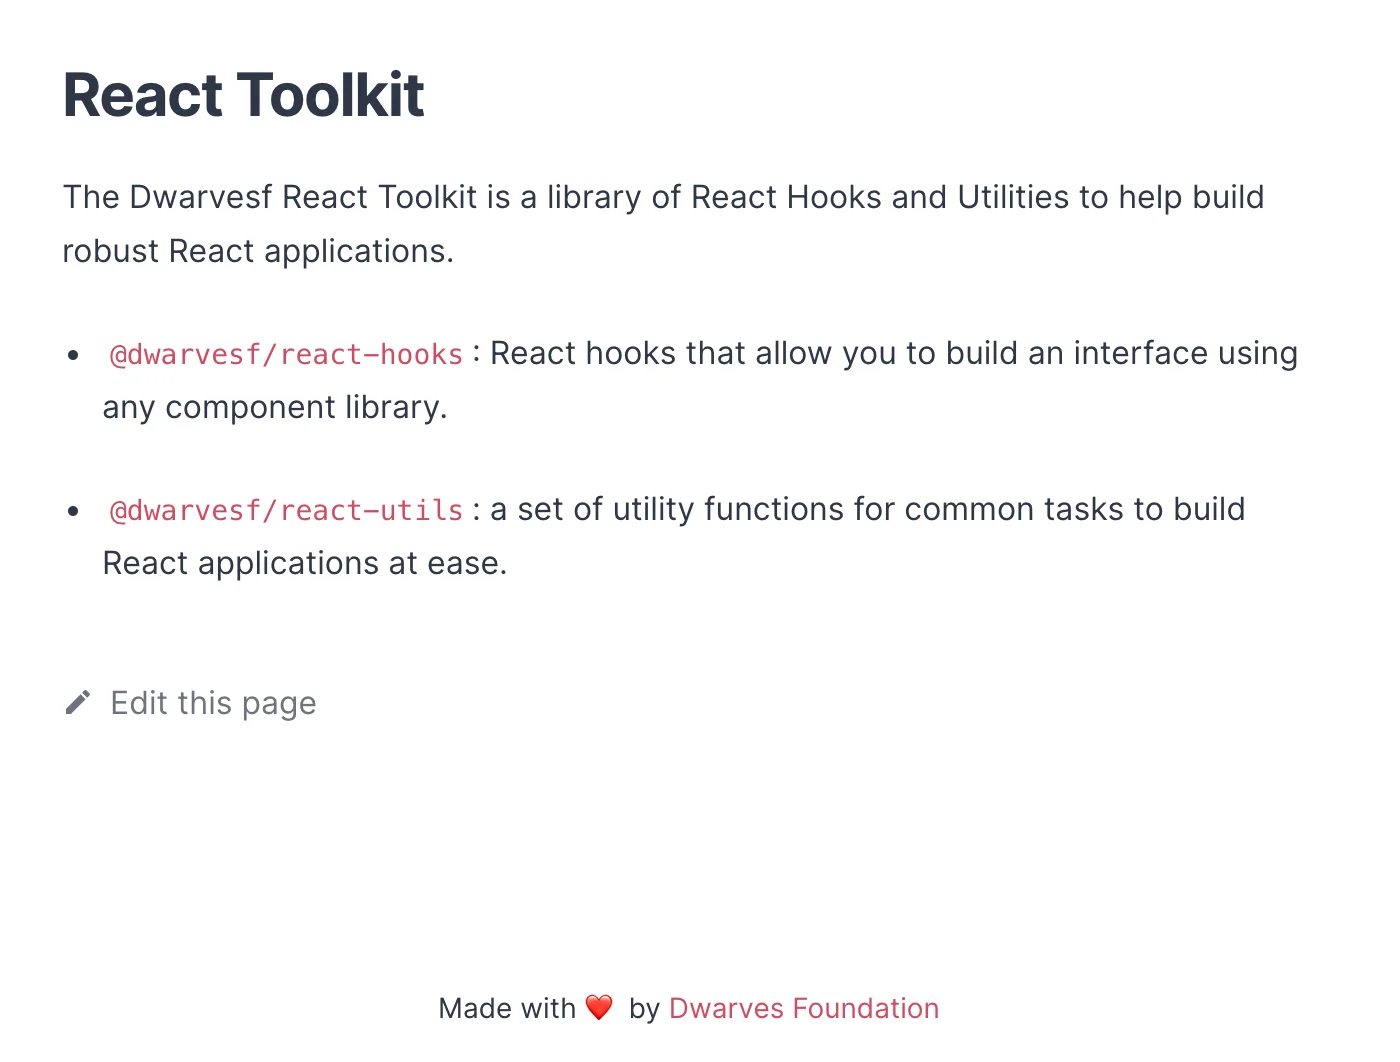 React Toolkit
The Dwarvesf React Toolkit is a library of React Hooks and Utilities to help build
robust React applications.
• @dwarvesf/react-hooks : React hooks that allow you to build an interface using
any component library.
• @dwarvesf/react-utils : a set of utility functions for common tasks to build
React applications at ease.
Edit this page
Made with ❤️ by Dwarves Foundation